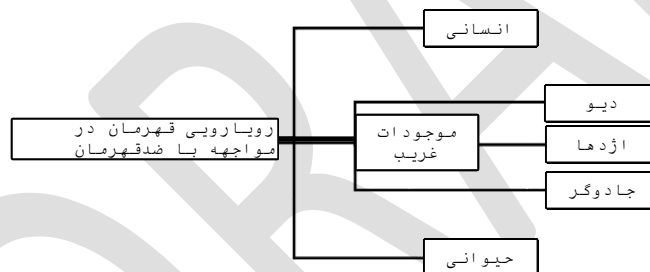 انسانی
دیو
رویارویی قهرمان در
مواجهه با ضدقهرمان
موجودات
غریب
اژدها
جادوگر
حیوانی